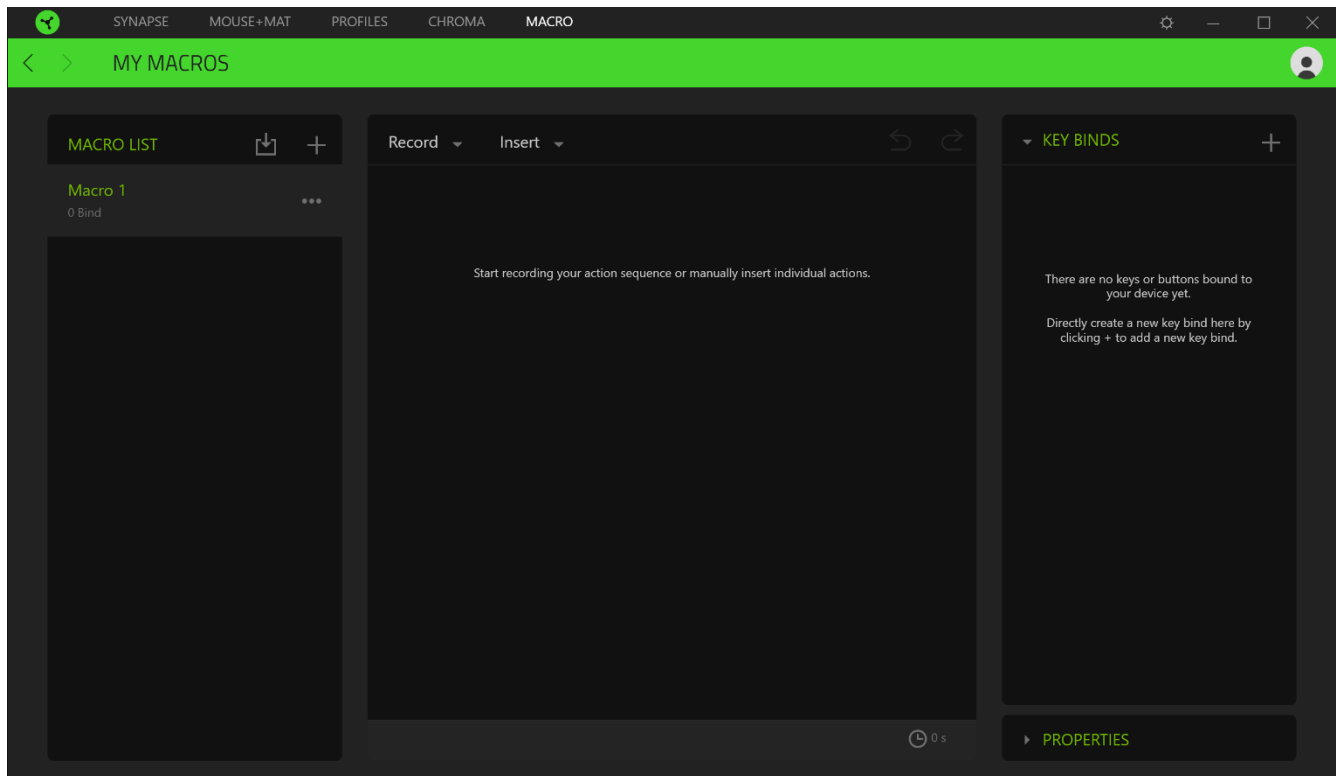 SYNAPSE MOUSE+MAT PROFILES CHROMA MACRO
MY MACROS
MACRO LIST
Macro 1
0 Bind
Record Insert
Start recording your action sequence or manually insert individual actions.
0 s
KEY BINDS
There are no keys or buttons bound to
your device yet.
Directly create a new key bind here by
clicking + to add a new key bind.
PROPERTIES